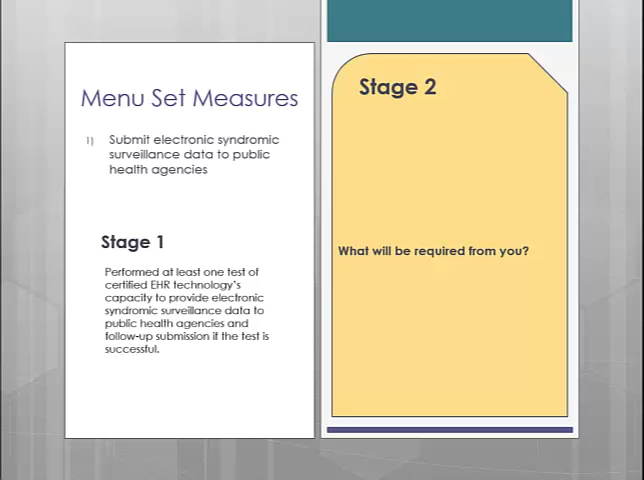 Menu Set Measures
1) Submit electronic syndromic
surveillance data to public
health agencies
Stage 1
Performed at least one test of
certified EHR technology's
capacity to provide electronic
syndromic surveillance data to
public health agencies and
follow-up submission if the test is
successful.
Stage 2
What will be required from you?